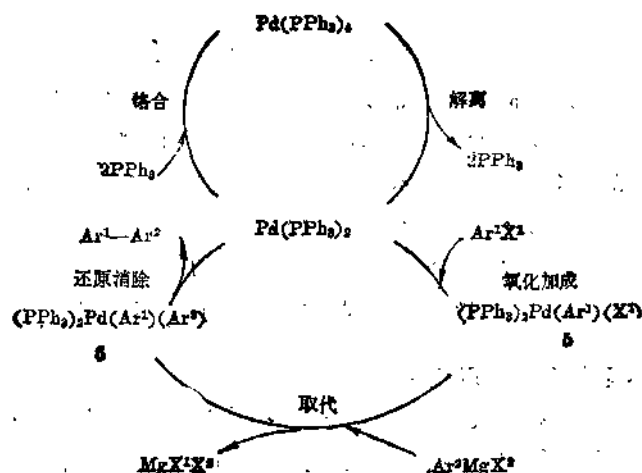 Pd(PPh₃)₄
络合
解离
2PPh₃
2PPh₃
Ar¹—Ar²
Pd(PPh₃)₂
Ar¹X¹
还原消除
氧化加成
(PPh₃)₂Pd(Ar¹)(Ar²)
(PPh₃)₂Pd(Ar¹)(X¹)
6
5
取代
MgX¹X²
Ar²MgX²